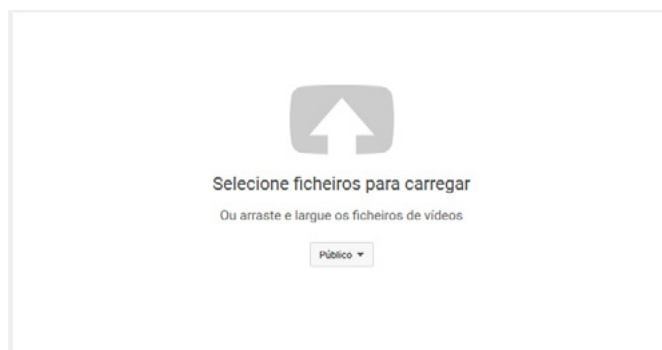 Selecione ficheiros para carregar
Ou arraste e largue os ficheiros de vídeos
Público